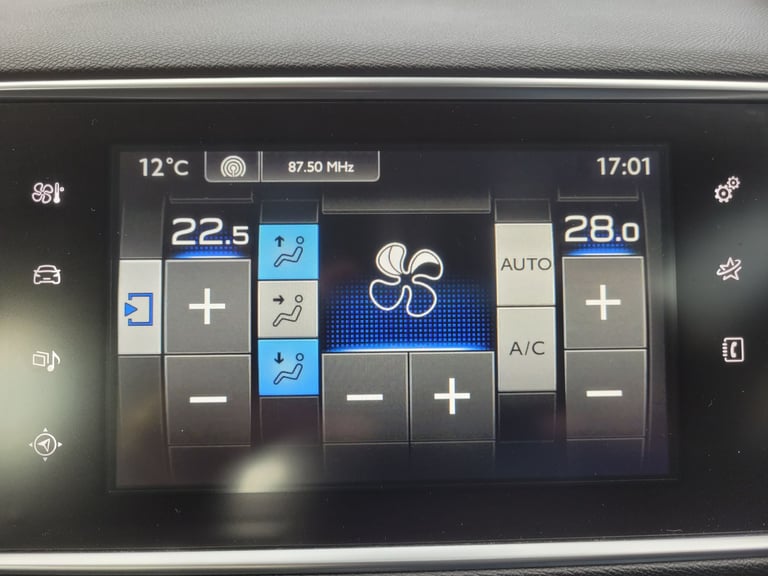 12°C 87.50 MHz 17:01
22.5 28.0
AUTO
+ +
A/C
- - + -